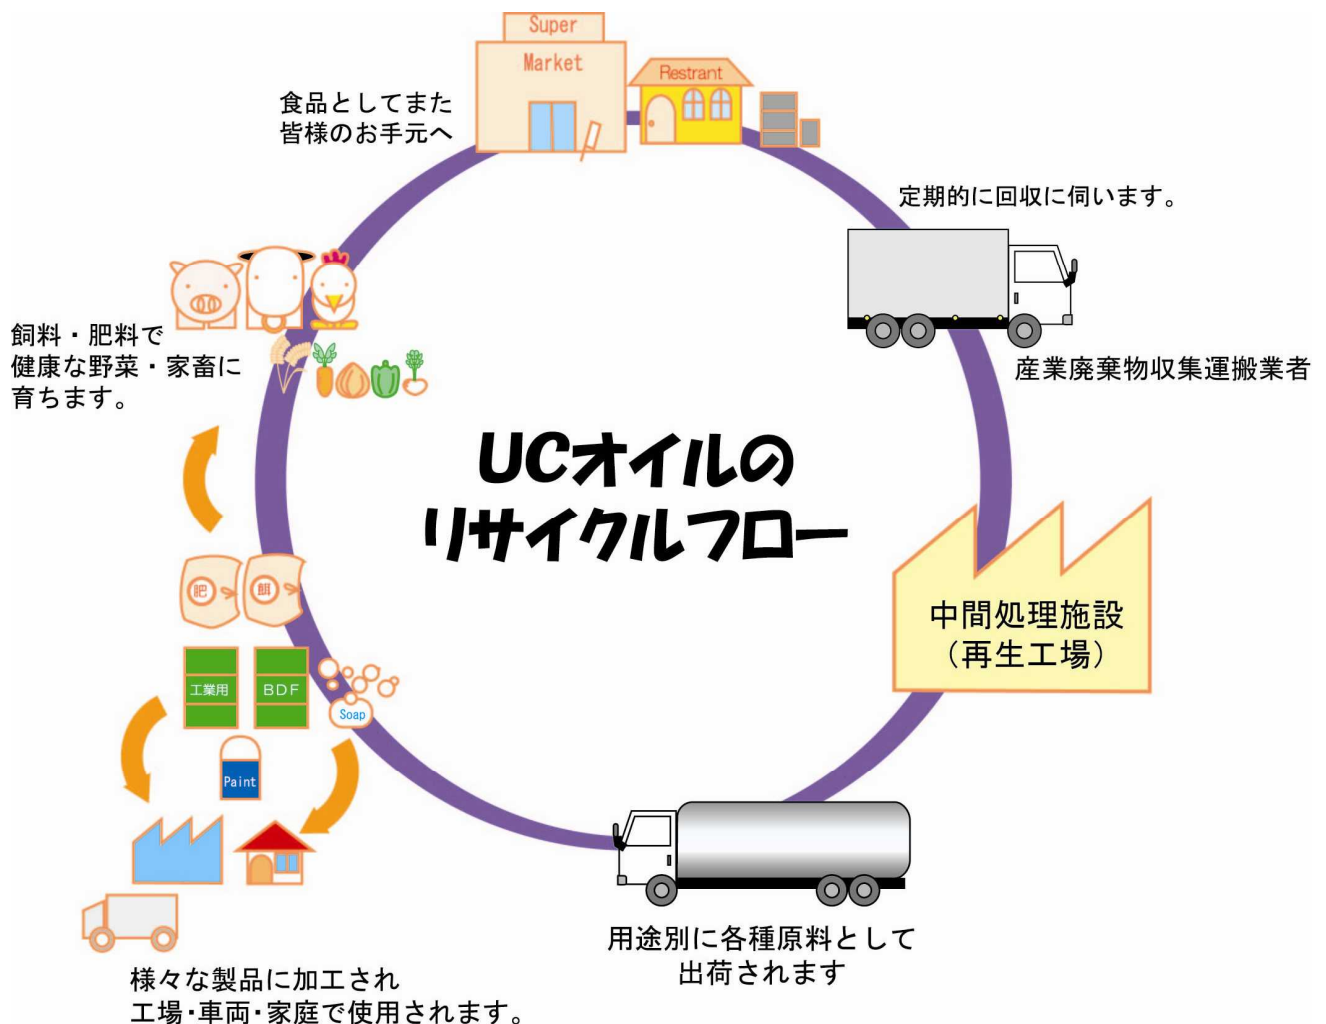 Super
Market
Restrant
食品としてまた
皆様のお手元へ
定期的に回収に伺います。
産業廃棄物収集運搬業者
飼料・肥料で
健康な野菜・家畜に
育ちます。
UCオイルの
リサイクルフロー
中間処理施設
（再生工場）
肥
餌
工業用
BDF
Soap
Paint
用途別に各種原料として
出荷されます
様々な製品に加工され
工場・車両・家庭で使用されます。